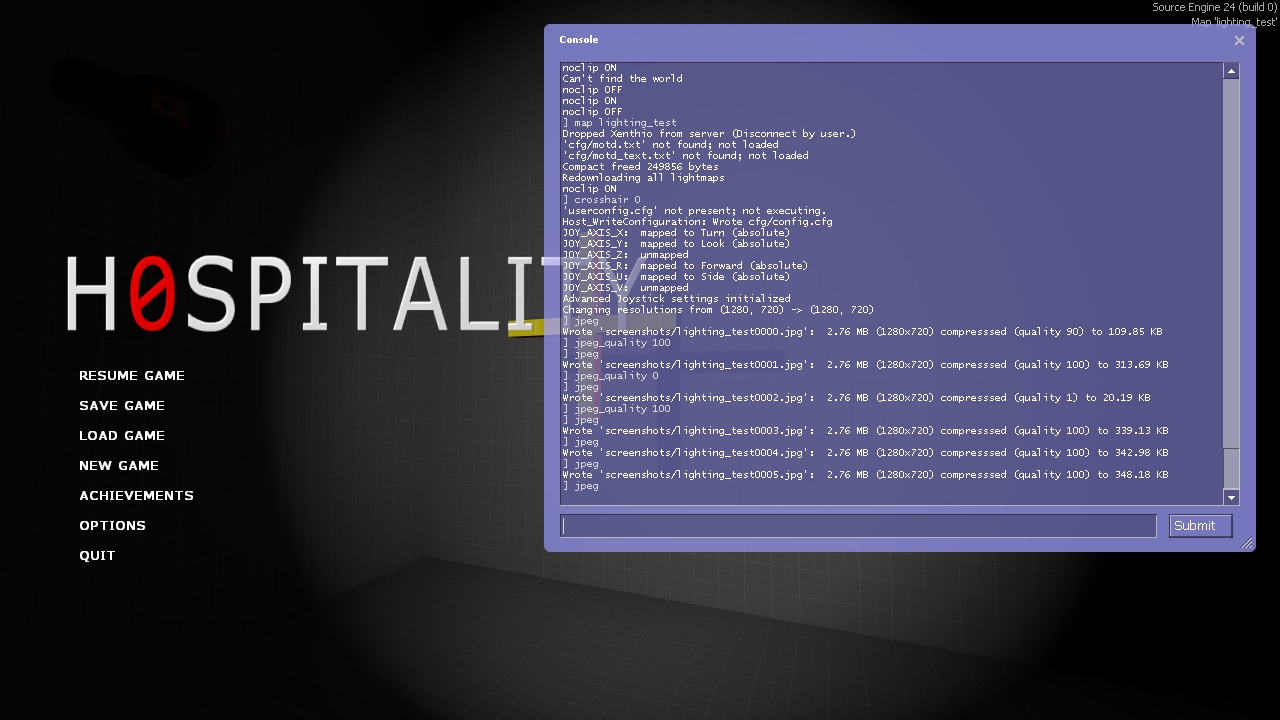 Source Engine 24 (build 0)
Map 'lighting_test'
Console
noclip ON
Can't find the world
noclip OFF
noclip ON
noclip OFF
] map lighting_test
Dropped Xenthio from server (Disconnect by user.)
'cfg/motd.txt' not found; not loaded
'cfg/motd_text.txt' not found; not loaded
Compact freed 249856 bytes
Redownloading all lightmaps
noclip ON
] crosshair 0
'userconfig.cfg' not present; not executing.
Host_WriteConfiguration: Wrote cfg/config.cfg
JOY_AXIS_X:  mapped to Turn (absolute)
JOY_AXIS_Y:  mapped to Look (absolute)
JOY_AXIS_Z:  unmapped
JOY_AXIS_R:  mapped to Forward (absolute)
JOY_AXIS_U:  mapped to Side (absolute)
JOY_AXIS_V:  unmapped
Advanced Joystick settings initialized
Changing resolutions from (1280, 720) -> (1280, 720)
] jpeg
Wrote 'screenshots/lighting_test0000.jpg':  2.76 MB (1280x720) compresssed (quality 90) to 109.85 KB
] jpeg_quality 100
] jpeg
Wrote 'screenshots/lighting_test0001.jpg':  2.76 MB (1280x720) compresssed (quality 100) to 313.69 KB
] jpeg_quality 0
] jpeg
Wrote 'screenshots/lighting_test0002.jpg':  2.76 MB (1280x720) compresssed (quality 1) to 20.19 KB
] jpeg_quality 100
] jpeg
Wrote 'screenshots/lighting_test0003.jpg':  2.76 MB (1280x720) compresssed (quality 100) to 339.13 KB
] jpeg
Wrote 'screenshots/lighting_test0004.jpg':  2.76 MB (1280x720) compresssed (quality 100) to 342.98 KB
] jpeg
Wrote 'screenshots/lighting_test0005.jpg':  2.76 MB (1280x720) compresssed (quality 100) to 348.18 KB
] jpeg
Submit
H0SPITALITY
RESUME GAME
SAVE GAME
LOAD GAME
NEW GAME
ACHIEVEMENTS
OPTIONS
QUIT